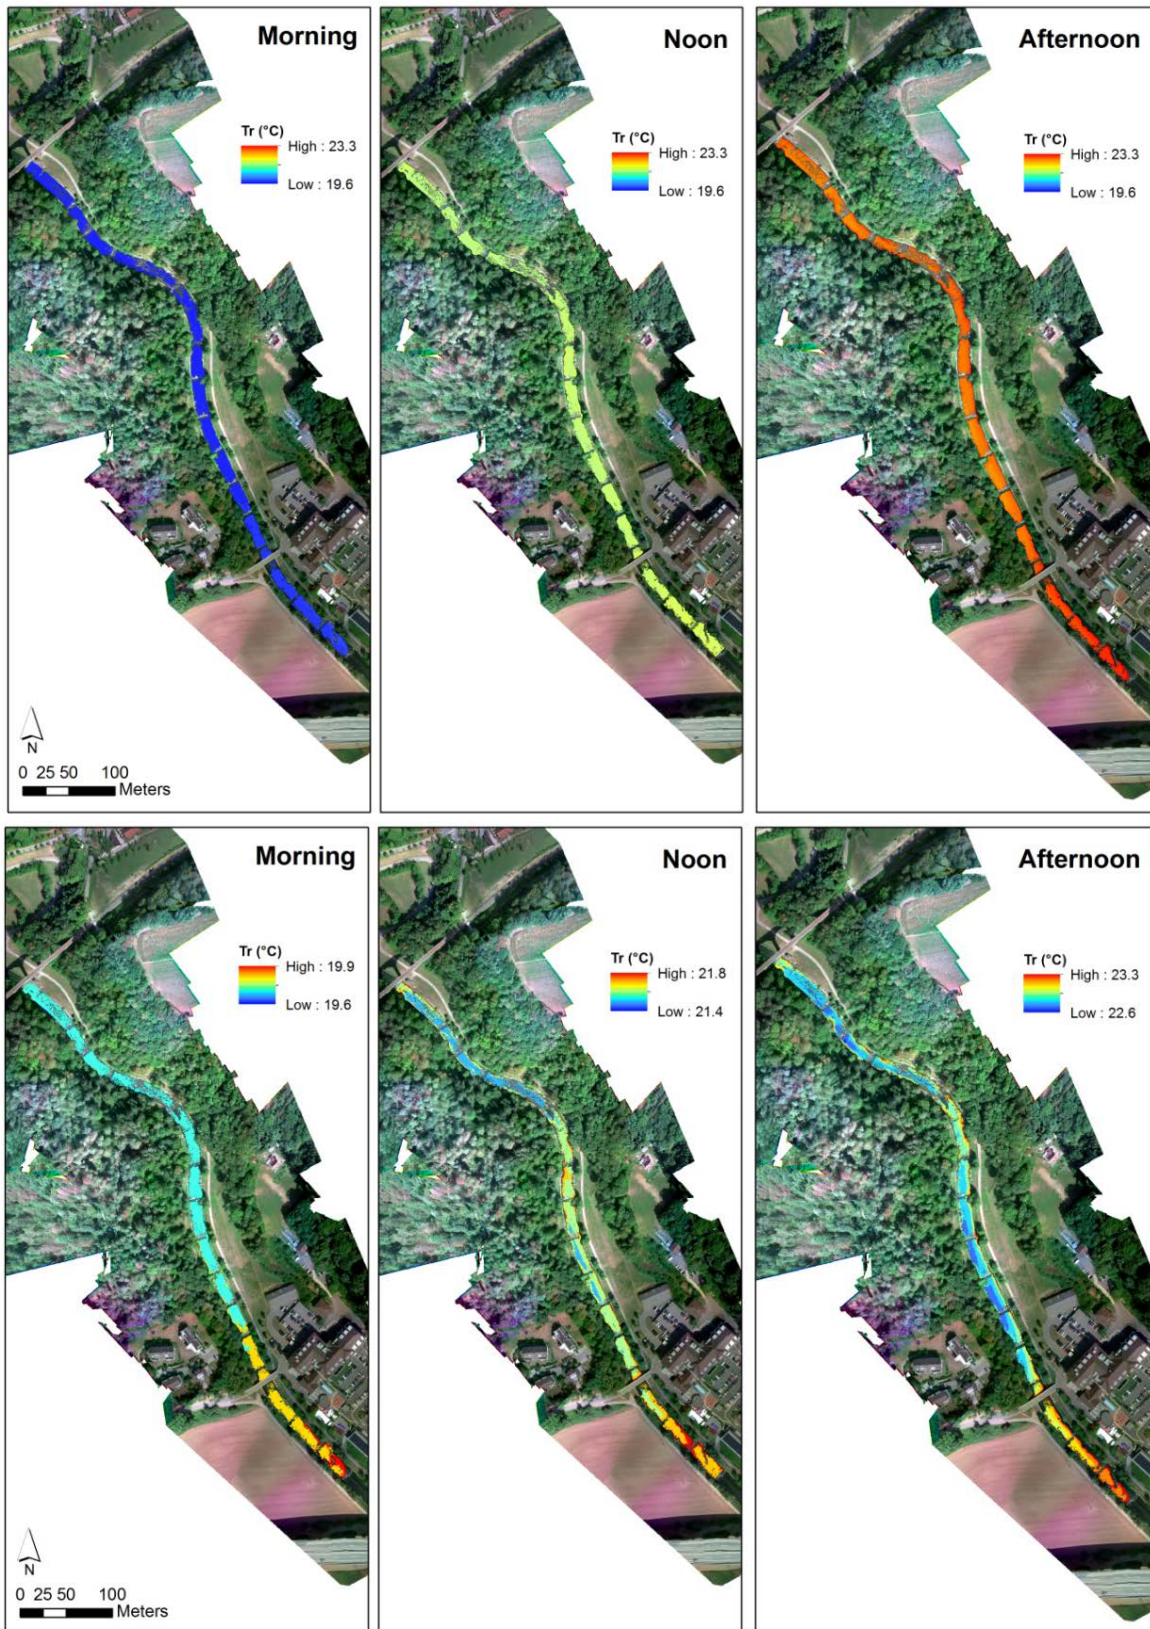 Morning
Tr (°C)
High : 23.3
Low : 19.6
N
0 25 50 100
Meters
Noon
Tr (°C)
High : 23.3
Low : 19.6
Afternoon
Tr (°C)
High : 23.3
Low : 19.6
Morning
Tr (°C)
High : 19.9
Low : 19.6
N
0 25 50 100
Meters
Noon
Tr (°C)
High : 21.8
Low : 21.4
Afternoon
Tr (°C)
High : 23.3
Low : 22.6